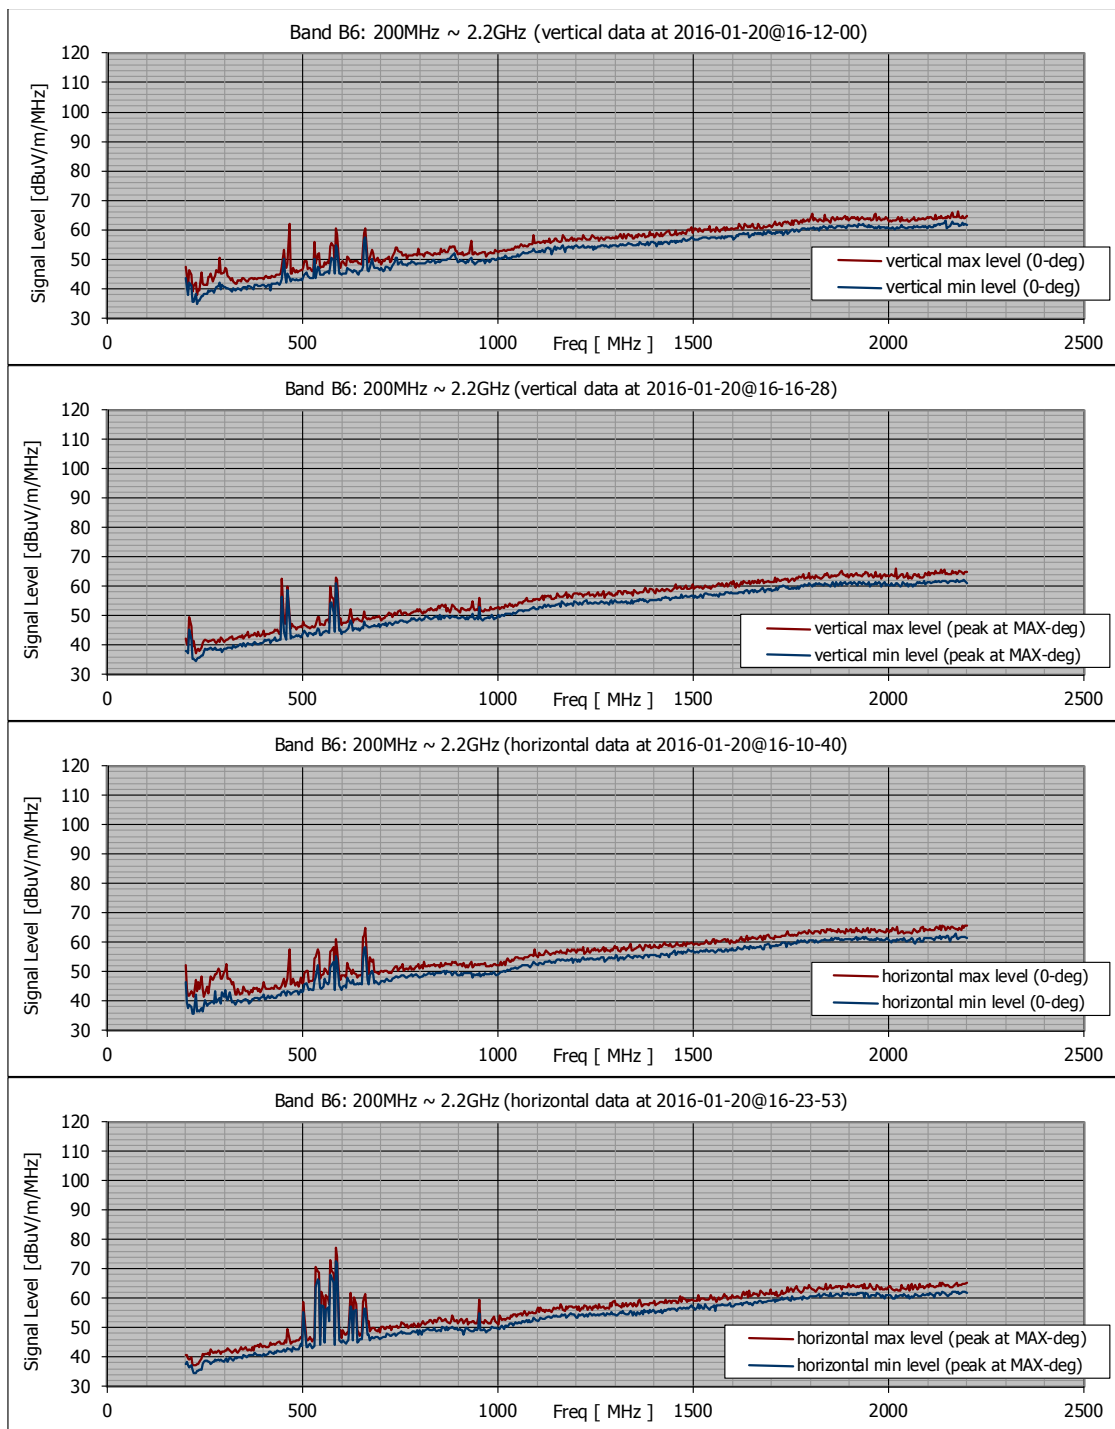 Band B6: 200MHz ~ 2.2GHz (vertical data at 2016-01-20@16-12-00)
120
110
100
90
80
70
60
50
40
30
Signal Level [dBuV/m/MHz]
vertical max level (0-deg)
vertical min level (0-deg)
0 500 1000 1500 2000 2500
Freq [ MHz ]
Band B6: 200MHz ~ 2.2GHz (vertical data at 2016-01-20@16-16-28)
120
110
100
90
80
70
60
50
40
30
Signal Level [dBuV/m/MHz]
vertical max level (peak at MAX-deg)
vertical min level (peak at MAX-deg)
0 500 1000 1500 2000 2500
Freq [ MHz ]
Band B6: 200MHz ~ 2.2GHz (horizontal data at 2016-01-20@16-10-40)
120
110
100
90
80
70
60
50
40
30
Signal Level [dBuV/m/MHz]
horizontal max level (0-deg)
horizontal min level (0-deg)
0 500 1000 1500 2000 2500
Freq [ MHz ]
Band B6: 200MHz ~ 2.2GHz (horizontal data at 2016-01-20@16-23-53)
120
110
100
90
80
70
60
50
40
30
Signal Level [dBuV/m/MHz]
horizontal max level (peak at MAX-deg)
horizontal min level (peak at MAX-deg)
0 500 1000 1500 2000 2500
Freq [ MHz ]